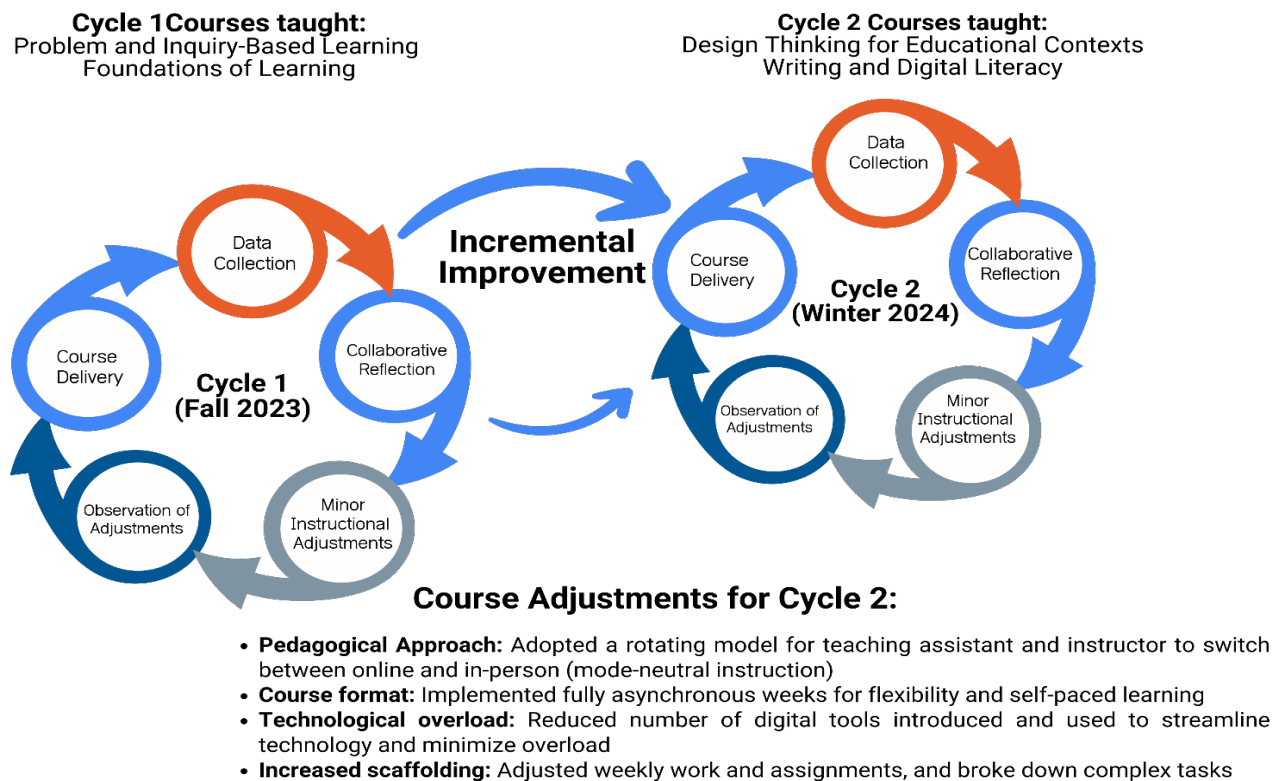 Cycle 1Courses taught:
Problem and Inquiry-Based Learning
Foundations of Learning
Cycle 2 Courses taught:
Design Thinking for Educational Contexts
Writing and Digital Literacy
Data
Collection
Collaborative
Reflection
Minor
Instructional
Adjustments
Observation of
Adjustments
Course
Delivery
Cycle 1
(Fall 2023)
Incremental
Improvement
Data
Collection
Collaborative
Reflection
Minor
Instructional
Adjustments
Observation of
Adjustments
Course
Delivery
Cycle 2
(Winter 2024)
Course Adjustments for Cycle 2:
• Pedagogical Approach: Adopted a rotating model for teaching assistant and instructor to switch
between online and in-person (mode-neutral instruction)
• Course format: Implemented fully asynchronous weeks for flexibility and self-paced learning
• Technological overload: Reduced number of digital tools introduced and used to streamline
technology and minimize overload
• Increased scaffolding: Adjusted weekly work and assignments, and broke down complex tasks